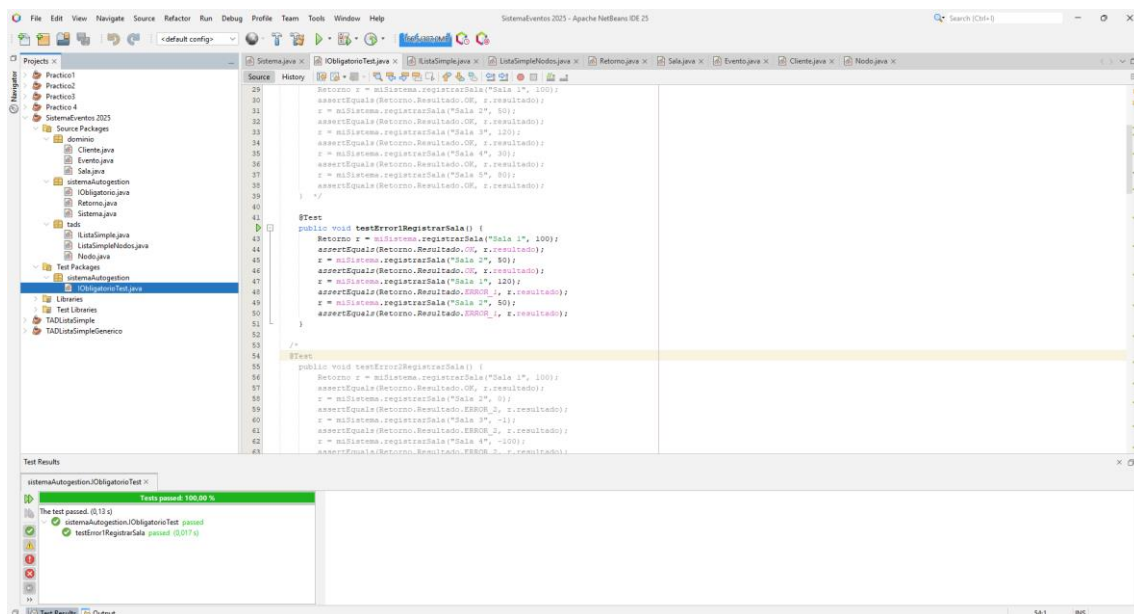 File Edit View Navigate Source Refactor Run Debug Profile Team Tools Window Help
SistemaEventos 2025 - Apache NetBeans IDE 25
Search (Ctrl+I)
<default config>
Projects
Navigator
Practico1
Practico2
Practico3
Practico 4
SistemaEventos 2025
Source Packages
dominio
Cliente.java
Evento.java
Sala.java
sistemaAutogestion
IObligatorio.java
Retorno.java
Sistema.java
tads
IListaSimple.java
ListaSimpleNodos.java
Nodo.java
Test Packages
sistemaAutogestion
IObligatorioTest.java
Libraries
Test Libraries
TADListaSimple
TADListaSimpleGenerico
Sistema.java IObligatorioTest.java IListaSimple.java ListaSimpleNodos.java Retorno.java Sala.java Evento.java Cliente.java Nodo.java
Source History
29 Retorno r = miSistema.registrarSala("Sala 1", 100);
30 assertEquals(Retorno.Resultado.OK, r.resultado);
31 r = miSistema.registrarSala("Sala 2", 50);
32 assertEquals(Retorno.Resultado.OK, r.resultado);
33 r = miSistema.registrarSala("Sala 3", 120);
34 assertEquals(Retorno.Resultado.OK, r.resultado);
35 r = miSistema.registrarSala("Sala 4", 30);
36 assertEquals(Retorno.Resultado.OK, r.resultado);
37 r = miSistema.registrarSala("Sala 5", 80);
38 assertEquals(Retorno.Resultado.OK, r.resultado);
39 } */
40
41 @Test
public void testError1RegistrarSala() {
43 Retorno r = miSistema.registrarSala("Sala 1", 100);
44 assertEquals(Retorno.Resultado.OK, r.resultado);
45 r = miSistema.registrarSala("Sala 2", 50);
46 assertEquals(Retorno.Resultado.OK, r.resultado);
47 r = miSistema.registrarSala("Sala 1", 120);
48 assertEquals(Retorno.Resultado.ERROR_1, r.resultado);
49 r = miSistema.registrarSala("Sala 2", 50);
50 assertEquals(Retorno.Resultado.ERROR_1, r.resultado);
51 }
52
53 /*
54 @Test
55 public void testError2RegistrarSala() {
56 Retorno r = miSistema.registrarSala("Sala 1", 100);
57 assertEquals(Retorno.Resultado.OK, r.resultado);
58 r = miSistema.registrarSala("Sala 2", 0);
59 assertEquals(Retorno.Resultado.ERROR_2, r.resultado);
60 r = miSistema.registrarSala("Sala 3", -1);
61 assertEquals(Retorno.Resultado.ERROR_2, r.resultado);
62 r = miSistema.registrarSala("Sala 4", -100);
63 assertEquals(Retorno.Resultado.ERROR_2, r.resultado);
Test Results
sistemaAutogestion.IObligatorioTest
Tests passed: 100,00 %
The test passed. (0,13 s)
sistemaAutogestion.IObligatorioTest passed
testError1RegistrarSala passed (0,017 s)
Test Results Output
54:1 INS